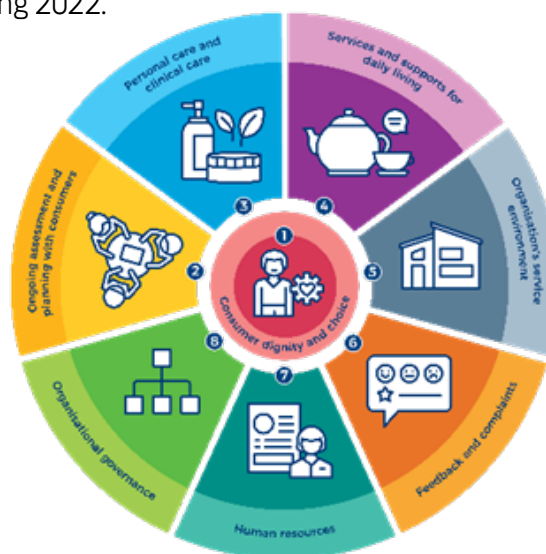 ng 2022.
Personal care and
clinical care
Services and supports for
daily living
Ongoing assessment and
planning with consumers
Organisation's service
environment
3
4
1
2
5
Consumer dignity and choice
8
6
7
Organisational governance
Feedback and complaints
Human resources